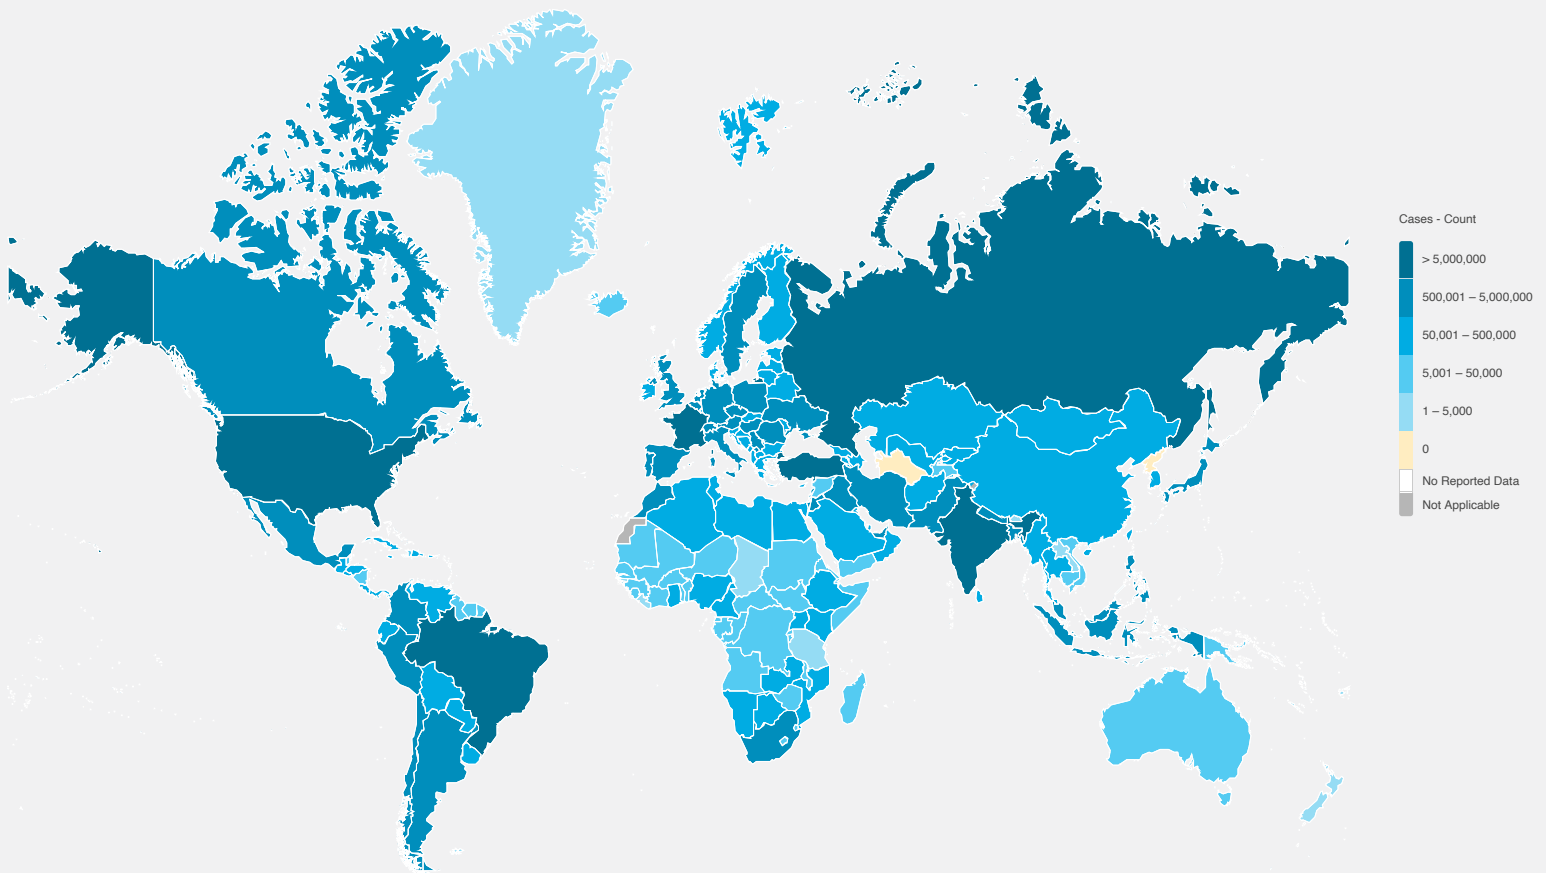 Cases - Count
> 5,000,000
500,001 – 5,000,000
50,001 – 500,000
5,001 – 50,000
1 – 5,000
0
No Reported Data
Not Applicable